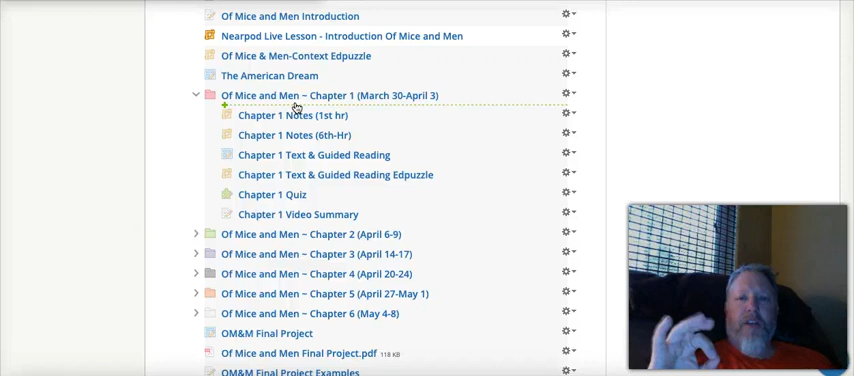 Of Mice and Men Introduction
Nearpod Live Lesson - Introduction Of Mice and Men
Of Mice & Men-Context Edpuzzle
The American Dream
Of Mice and Men ~ Chapter 1 (March 30-April 3)
Chapter 1 Notes (1st hr)
Chapter 1 Notes (6th-Hr)
Chapter 1 Text & Guided Reading
Chapter 1 Text & Guided Reading Edpuzzle
Chapter 1 Quiz
Chapter 1 Video Summary
Of Mice and Men ~ Chapter 2 (April 6-9)
Of Mice and Men ~ Chapter 3 (April 14-17)
Of Mice and Men ~ Chapter 4 (April 20-24)
Of Mice and Men ~ Chapter 5 (April 27-May 1)
Of Mice and Men ~ Chapter 6 (May 4-8)
OM&M Final Project
Of Mice and Men Final Project.pdf 118 KB
OM&M Final Project Examples